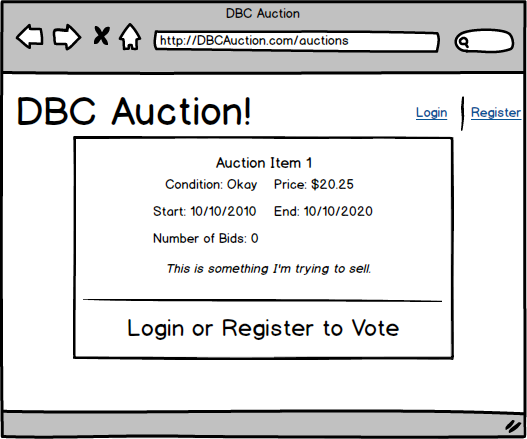 DBC Auction
http://DBCAuction.com/auctions
DBC Auction!
Login
Register
Auction Item 1
Condition: Okay Price: $20.25
Start: 10/10/2010 End: 10/10/2020
Number of Bids: 0
This is something I'm trying to sell.
Login or Register to Vote